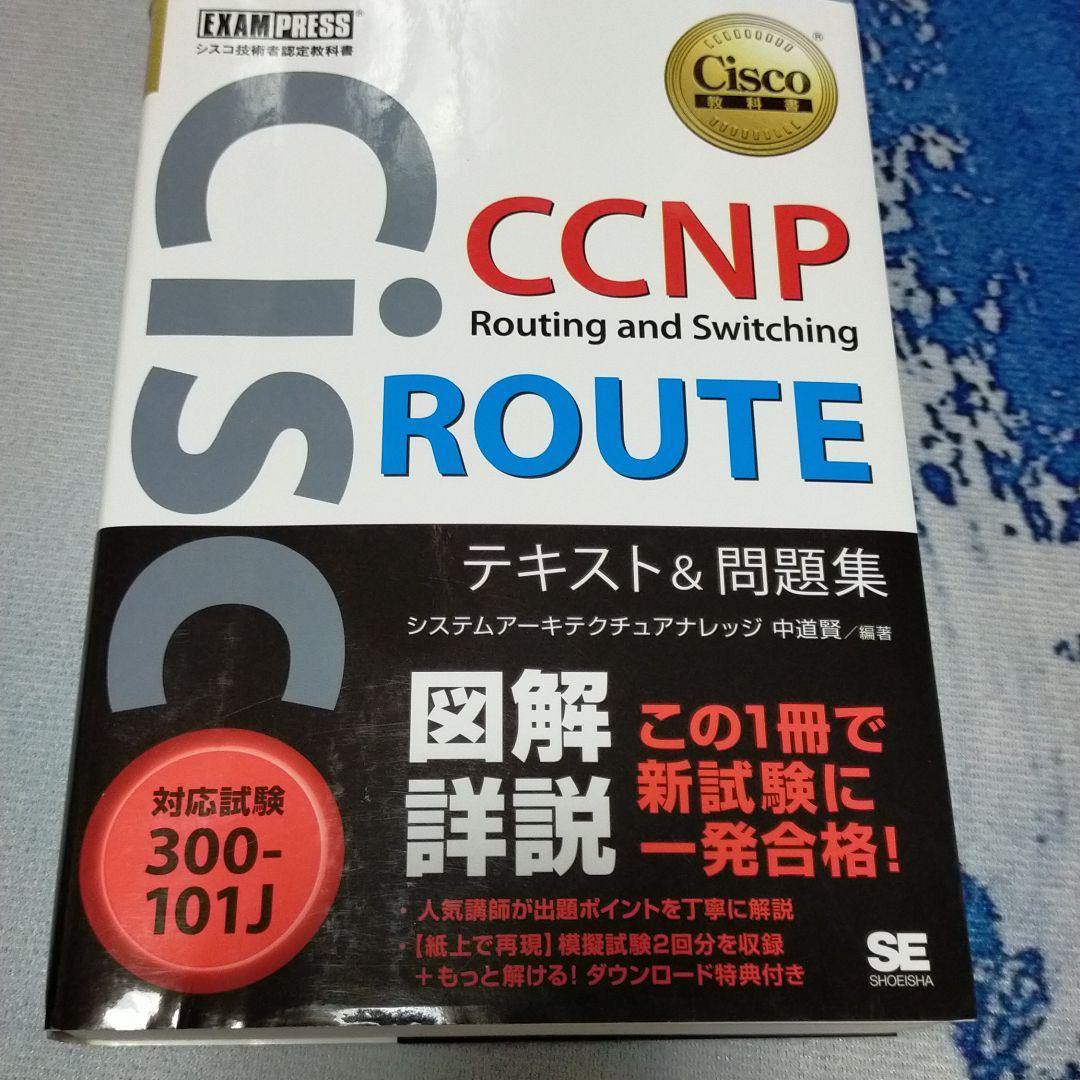 EXAMPRESS®
シスコ技術者認定教科書
Cisco
教科書
®
Cisc
CCNP
Routing and Switching
ROUTE
テキスト&問題集
システムアーキテクチュアナレッジ 中道賢/編著
図解
詳説
この1冊で
新試験に
一発合格!
対応試験
300-
101J
・人気講師が出題ポイントを丁寧に解説
・【紙上で再現】模擬試験2回分を収録
+もっと解ける! ダウンロード特典付き
SE
SHOEISHA